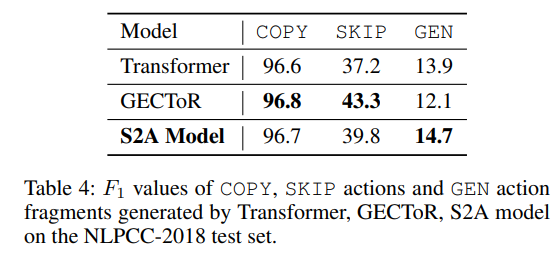 Model COPY SKIP GEN
Transformer 96.6 37.2 13.9
GECToR 96.8 43.3 12.1
S2A Model 96.7 39.8 14.7
Table 4: F1 values of COPY, SKIP actions and GEN action
fragments generated by Transformer, GECToR, S2A model
on the NLPCC-2018 test set.